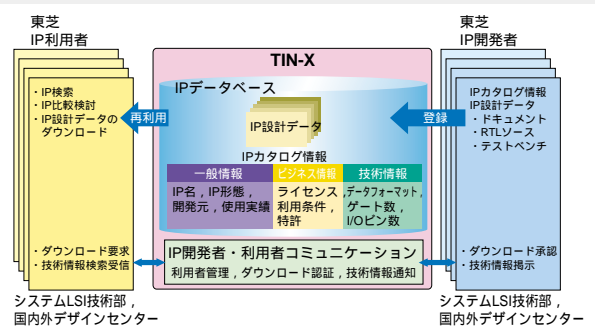 東芝
IP利用者
・IP検索
・IP比較検討
・IP設計データの
ダウンロード
・ダウンロード要求
・技術情報検索受信
システムLSI技術部，
国内外デザインセンター
再利用
TIN-X
IPデータベース
IP設計データ
IPカタログ情報
一般情報
IP名，IP形態，
開発元，使用実績
ビジネス情報
ライセンス
利用条件，
特許
技術情報
データフォーマット，
ゲート数，
I/Oピン数
IP開発者・利用者コミュニケーション
利用者管理，ダウンロード認証，技術情報通知
登録
東芝
IP開発者
IPカタログ情報
IP設計データ
・ドキュメント
・RTLソース
・テストベンチ
・ダウンロード承認
・技術情報掲示
システムLSI技術部，
国内外デザインセンター